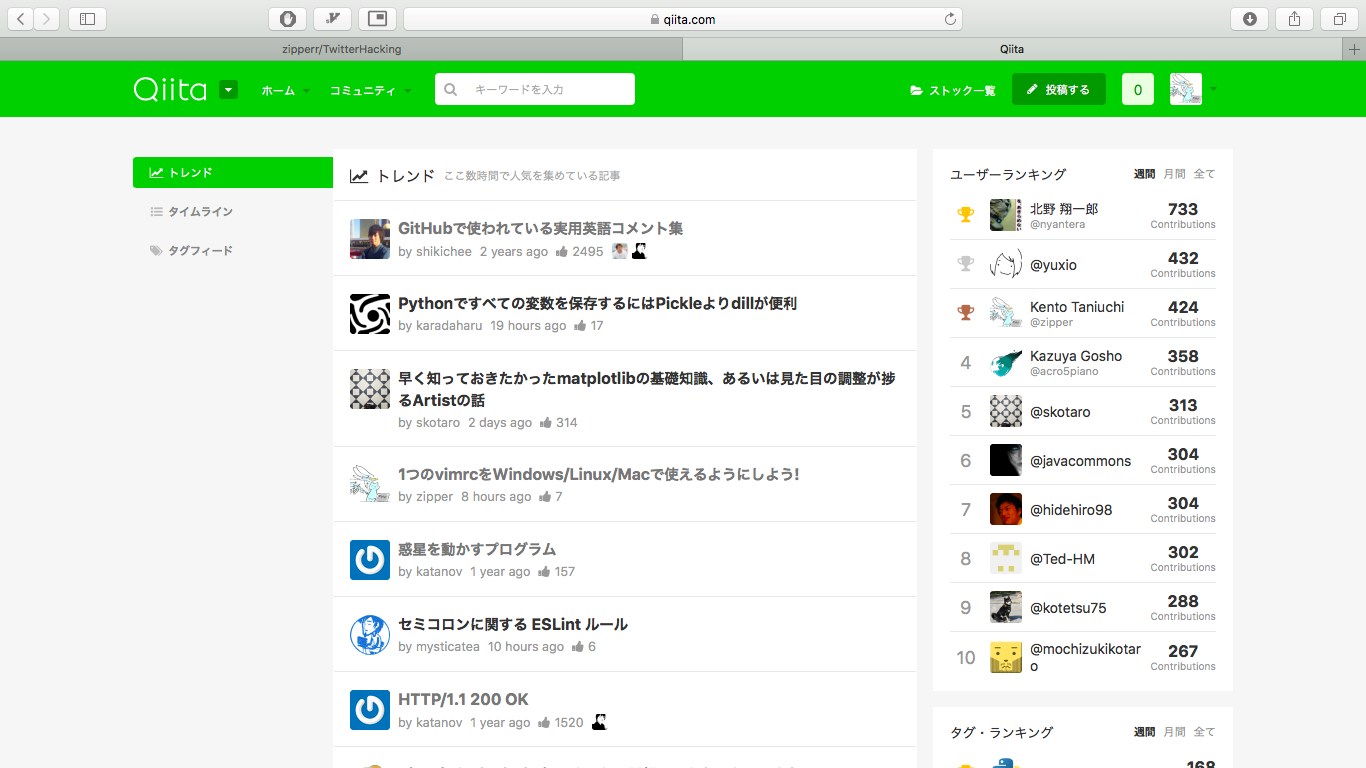 qiita.com
zipperr/TwitterHacking
Qiita
Qiita
ホーム
コミュニティ
キーワードを入力
ストック一覧
投稿する
0
トレンド
タイムライン
タグフィード
トレンド ここ数時間で人気を集めている記事
GitHubで使われている実用英語コメント集
by shikichee 2 years ago 2495
Pythonですべての変数を保存するにはPickleよりdillが便利
by karadaharu 19 hours ago 17
早く知っておきたかったmatplotlibの基礎知識、あるいは見た目の調整が捗
るArtistの話
by skotaro 2 days ago 314
1つのvimrcをWindows/Linux/Macで使えるようにしよう!
by zipper 8 hours ago 7
惑星を動かすプログラム
by katanov 1 year ago 157
セミコロンに関する ESLint ルール
by mysticatea 10 hours ago 6
HTTP/1.1 200 OK
by katanov 1 year ago 1520
ユーザーランキング 週間 月間 全て
北野 翔一郎 733
@nyantera Contributions
@yuxio 432
Contributions
Kento Taniuchi 424
@zipper Contributions
4 Kazuya Gosho 358
@acro5piano Contributions
5 @skotaro 313
Contributions
6 @javacommons 304
Contributions
7 @hidehiro98 304
Contributions
8 @Ted-HM 302
Contributions
9 @kotetsu75 288
Contributions
10 @mochizukikotar
o 267
Contributions
タグ・ランキング 週間 月間 全て
168